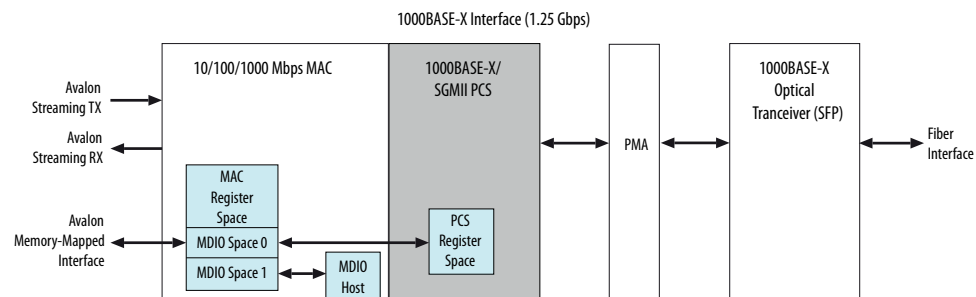 1000BASE-X Interface (1.25 Gbps)
10/100/1000 Mbps MAC
1000BASE-X/
SGMII PCS
1000BASE-X
Optical
Tranceiver (SFP)
Avalon
Streaming TX
Avalon
Streaming RX
PMA
Fiber
Interface
MAC
Register
Space
Avalon
Memory-Mapped
Interface
MDIO Space 0
PCS
Register
Space
MDIO Space 1
MDIO
Host